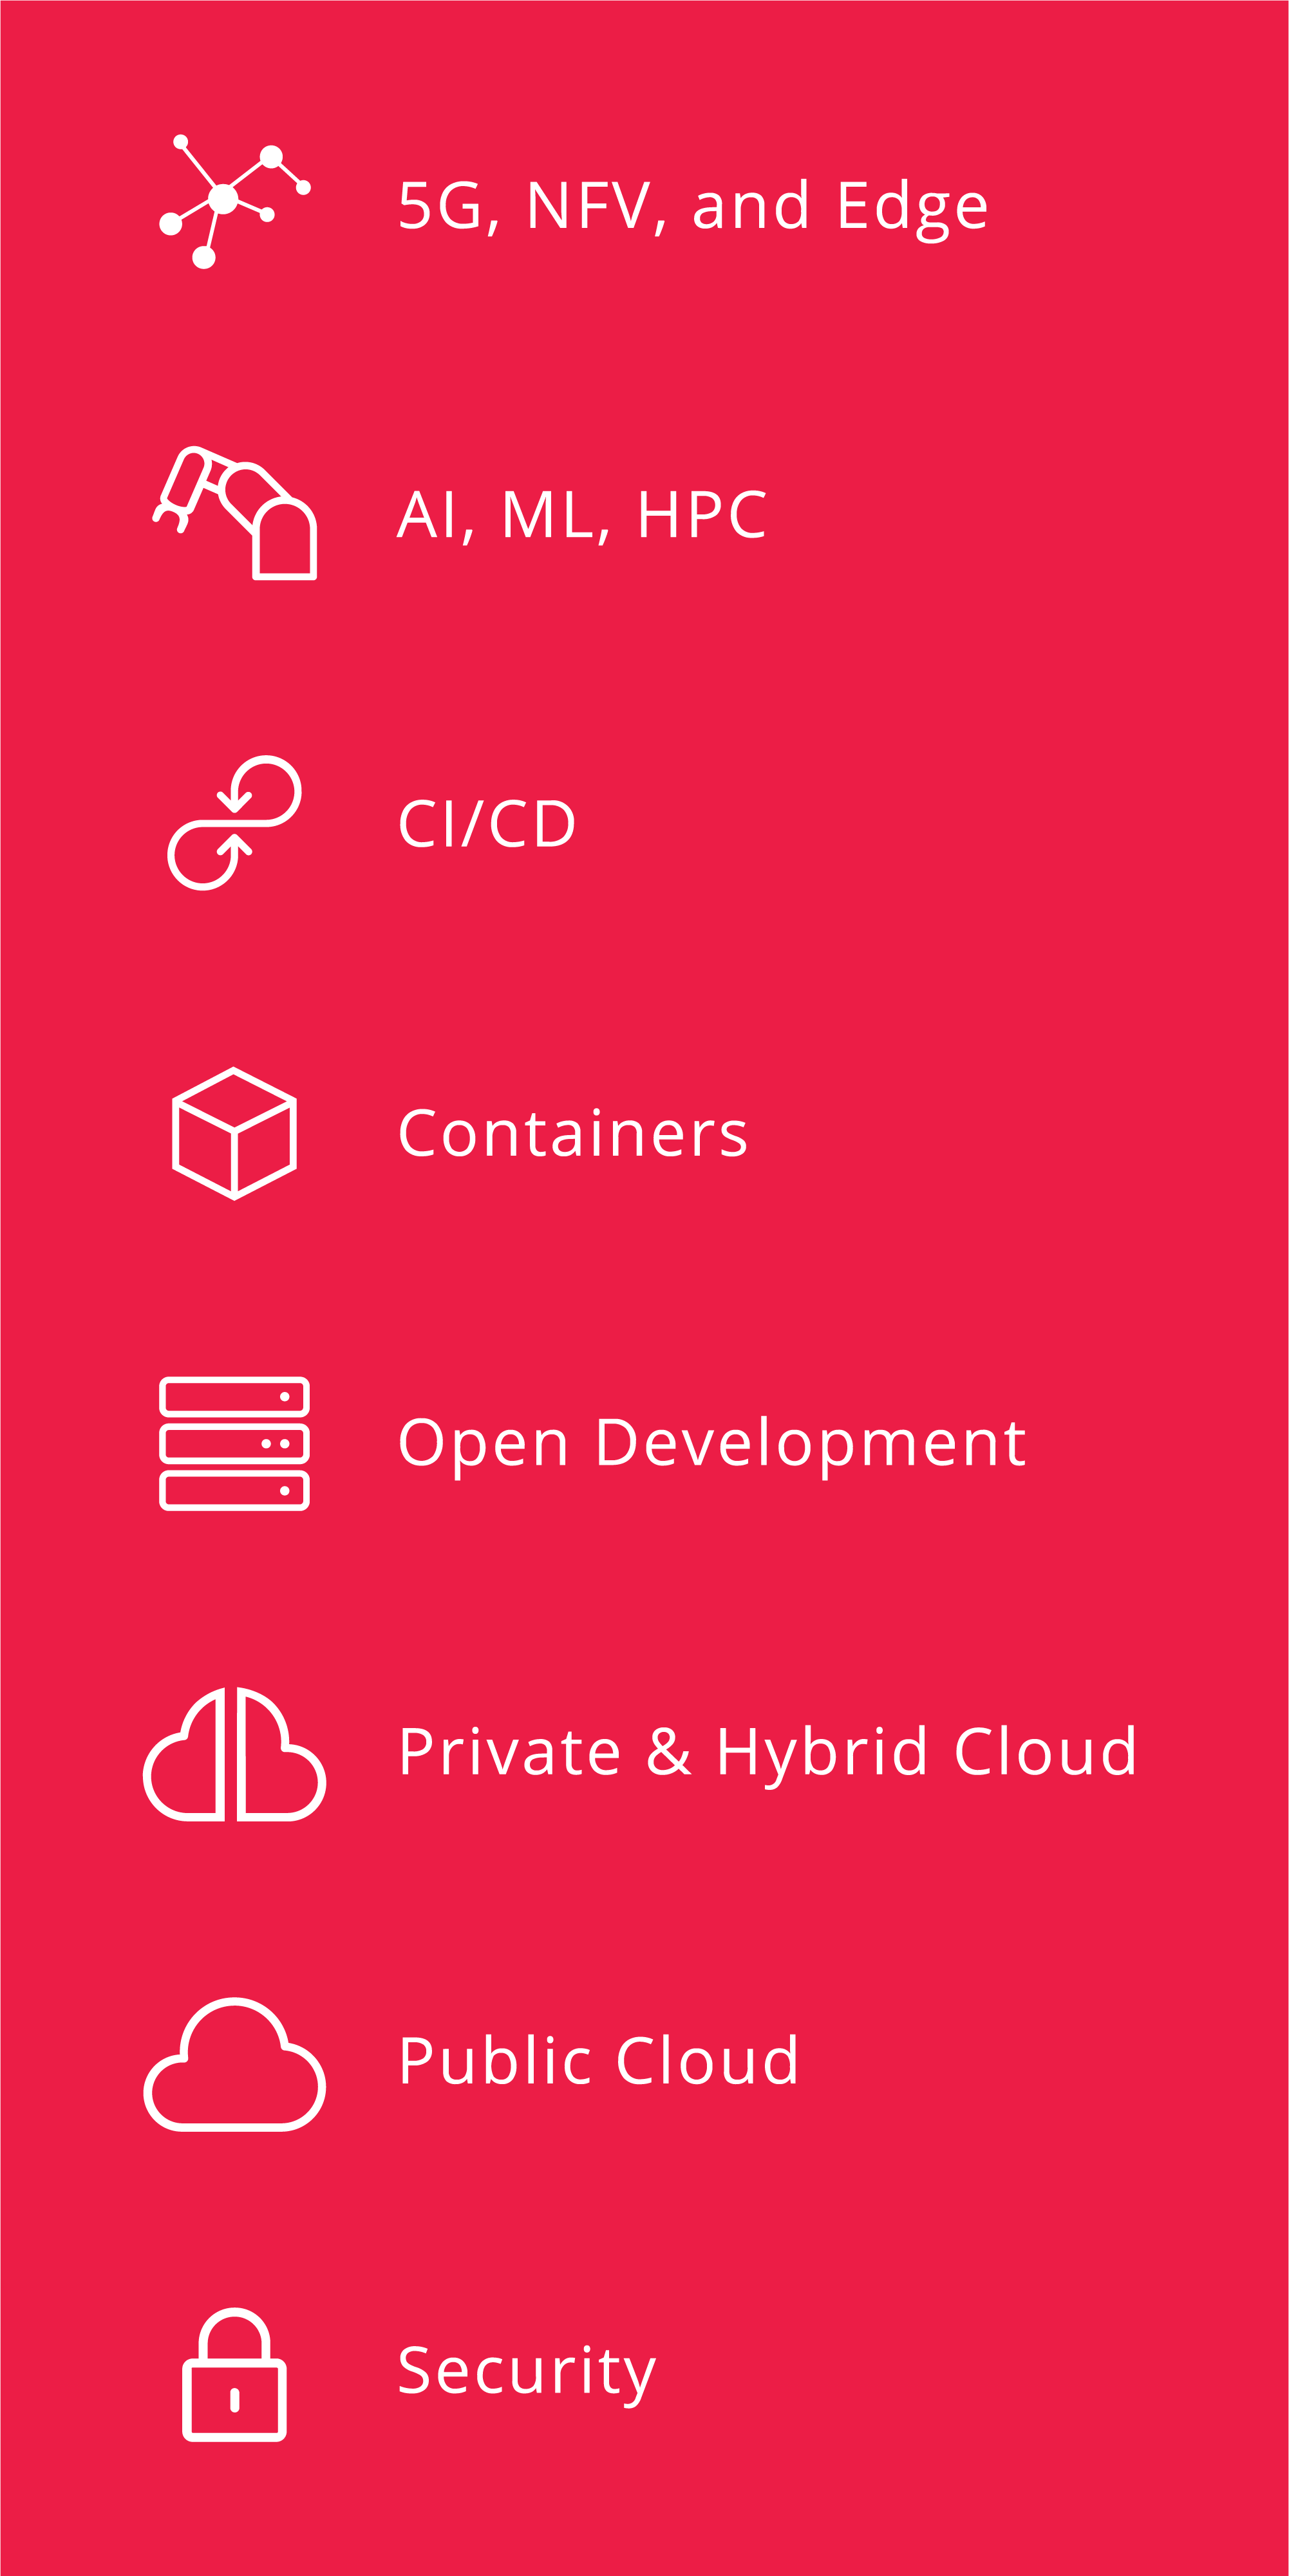 5G, NFV, and Edge
AI, ML, HPC
CI/CD
Containers
Open Development
Private & Hybrid Cloud
Public Cloud
Security